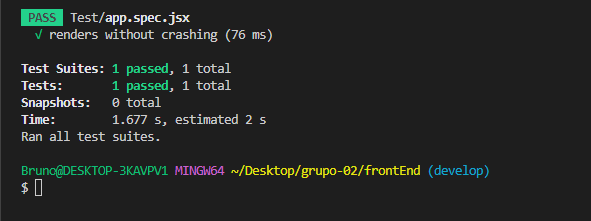 PASS Test/app.spec.jsx
√ renders without crashing (76 ms)
Test Suites: 1 passed, 1 total
Tests: 1 passed, 1 total
Snapshots: 0 total
Time: 1.677 s, estimated 2 s
Ran all test suites.
Bruno@DESKTOP-3KAVPV1 MINGW64 ~/Desktop/grupo-02/frontEnd (develop)
$